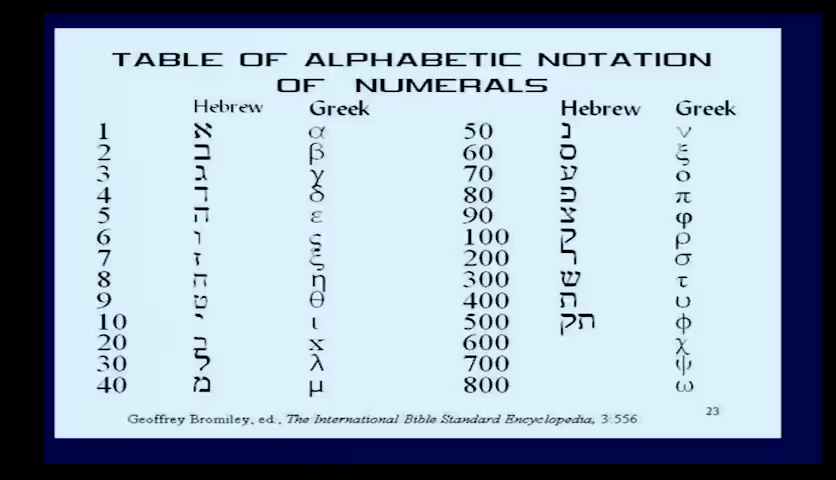 TABLE OF ALPHABETIC NOTATION
OF NUMERALS
Hebrew Greek Hebrew Greek
1 א α 50 נ ν
2 ב β 60 ס ξ
3 ג γ 70 ע ο
4 ד δ 80 פ π
5 ה ε 90 צ φ
6 ו ς 100 ק ρ
7 ז ξ 200 ר σ
8 ח η 300 ש τ
9 ט θ 400 ת υ
10 י ι 500 תק φ
20 כ κ 600 χ
30 ל λ 700 ψ
40 מ μ 800 ω
Geoffrey Bromiley, ed., The International Bible Standard Encyclopedia, 3:556
23